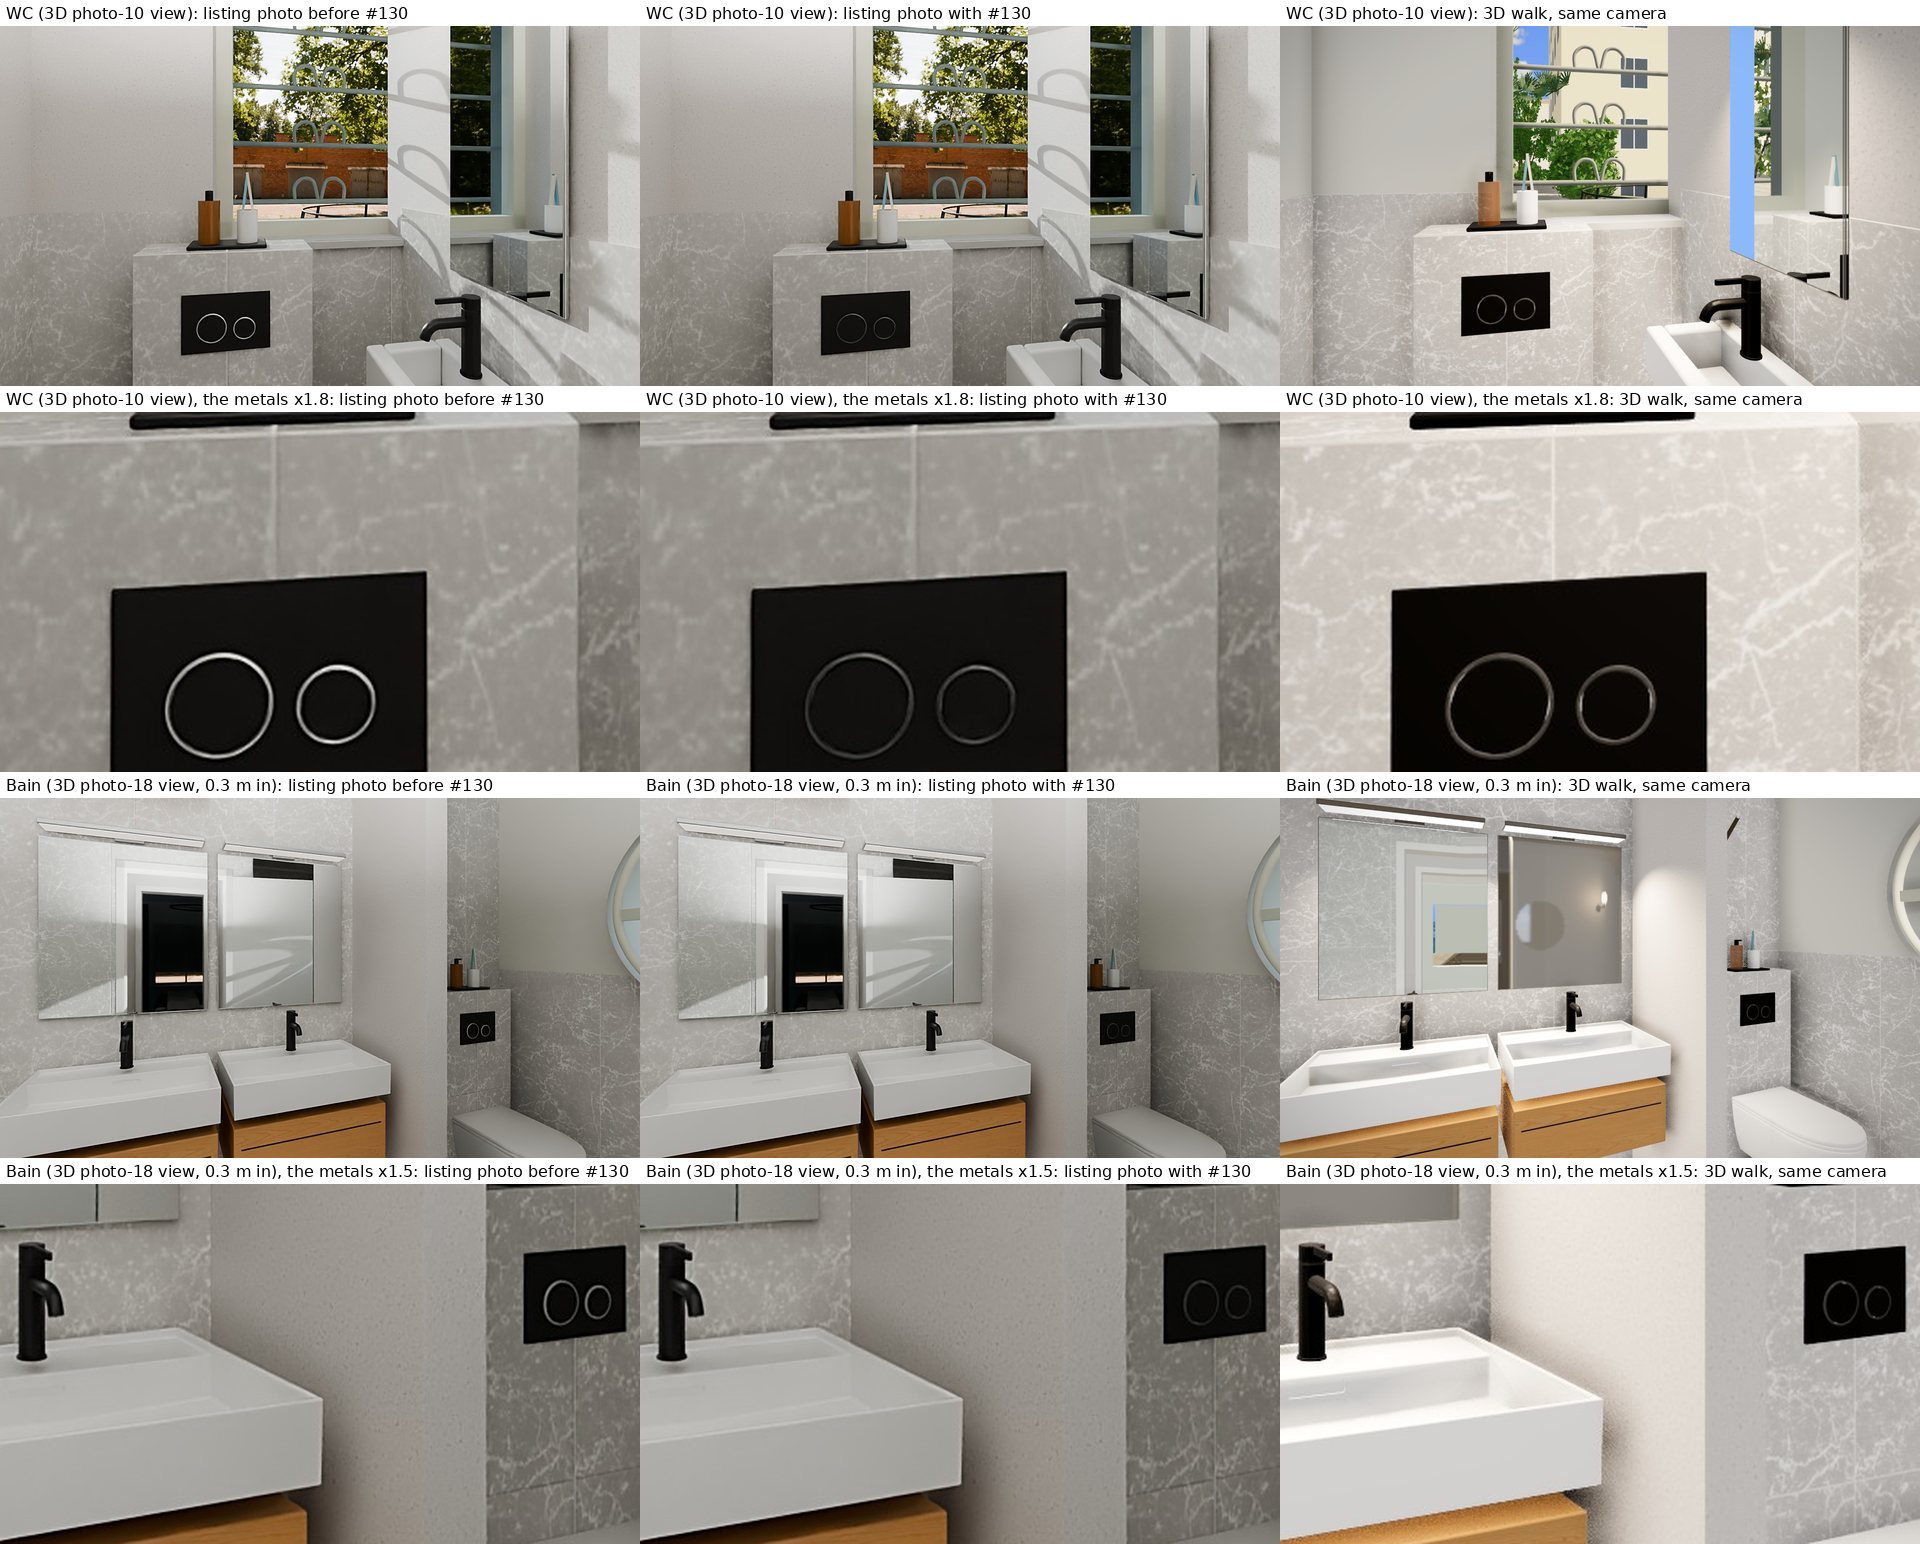 WC (3D photo-10 view): listing photo before #130
WC (3D photo-10 view): listing photo with #130
WC (3D photo-10 view): 3D walk, same camera
WC (3D photo-10 view), the metals x1.8: listing photo before #130
WC (3D photo-10 view), the metals x1.8: listing photo with #130
WC (3D photo-10 view), the metals x1.8: 3D walk, same camera
Bain (3D photo-18 view, 0.3 m in): listing photo before #130
Bain (3D photo-18 view, 0.3 m in): listing photo with #130
Bain (3D photo-18 view, 0.3 m in): 3D walk, same camera
Bain (3D photo-18 view, 0.3 m in), the metals x1.5: listing photo before #130
Bain (3D photo-18 view, 0.3 m in), the metals x1.5: listing photo with #130
Bain (3D photo-18 view, 0.3 m in), the metals x1.5: 3D walk, same camera